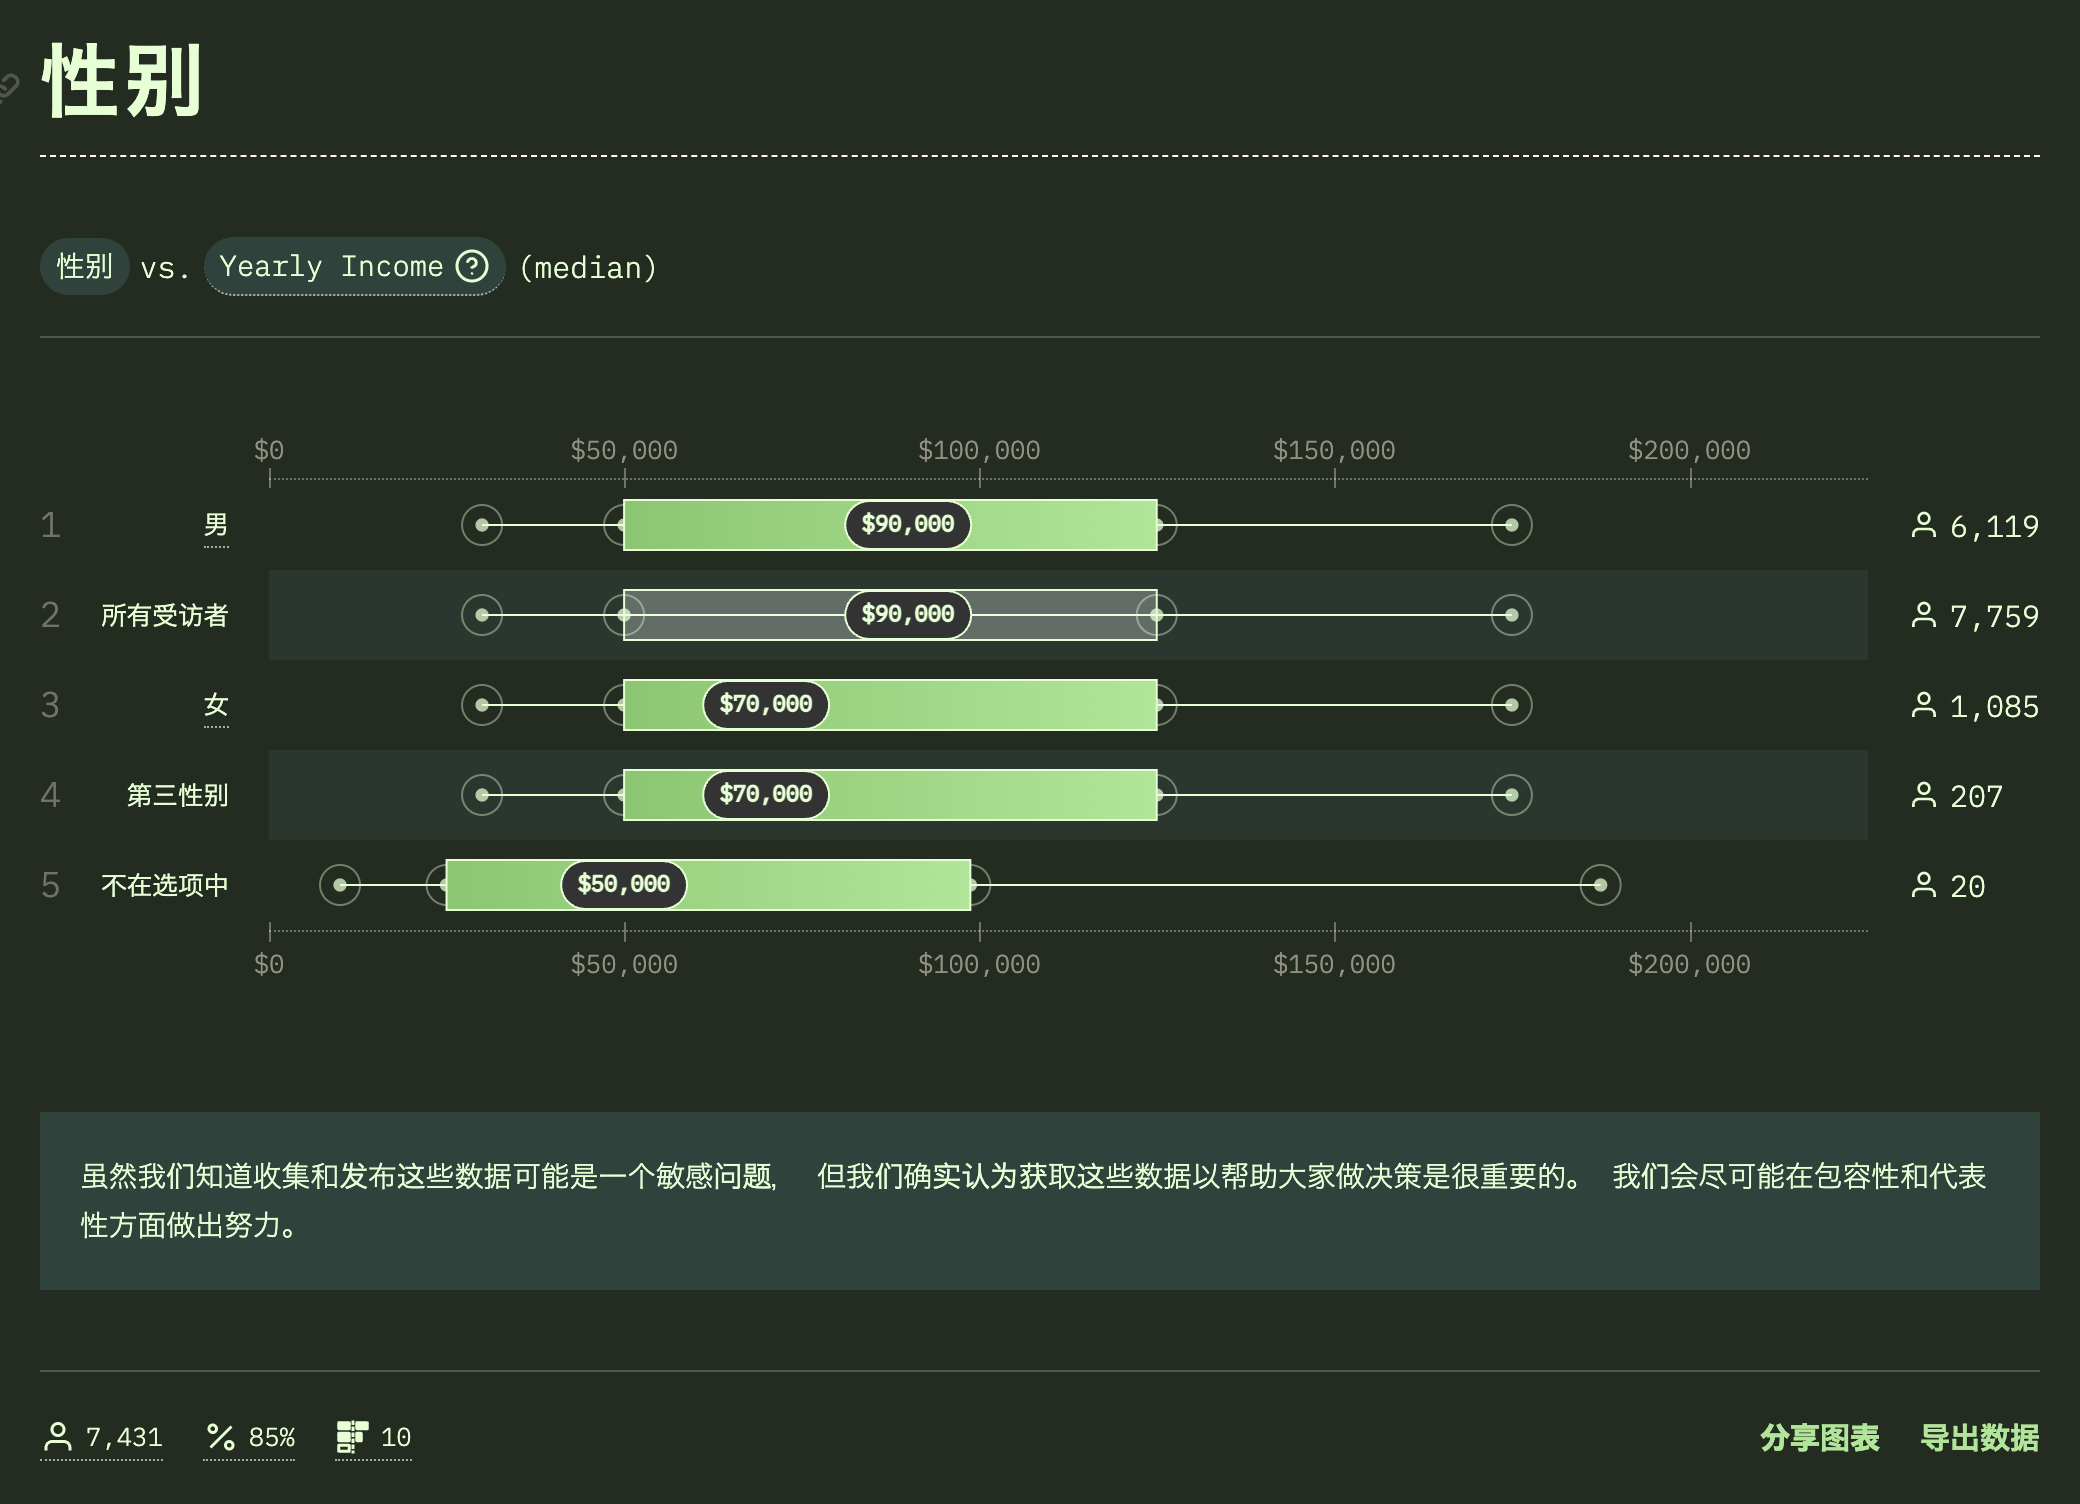 性别
性别 vs. Yearly Income (median)
$0 $50,000 $100,000 $150,000 $200,000
1 男 $90,000 6,119
2 所有受访者 $90,000 7,759
3 女 $70,000 1,085
4 第三性别 $70,000 207
5 不在选项中 $50,000 20
$0 $50,000 $100,000 $150,000 $200,000
虽然我们知道收集和发布这些数据可能是一个敏感问题， 但我们确实认为获取这些数据以帮助大家做决策是很重要的。 我们会尽可能在包容性和代表
性方面做出努力。
7,431 85% 10 分享图表 导出数据